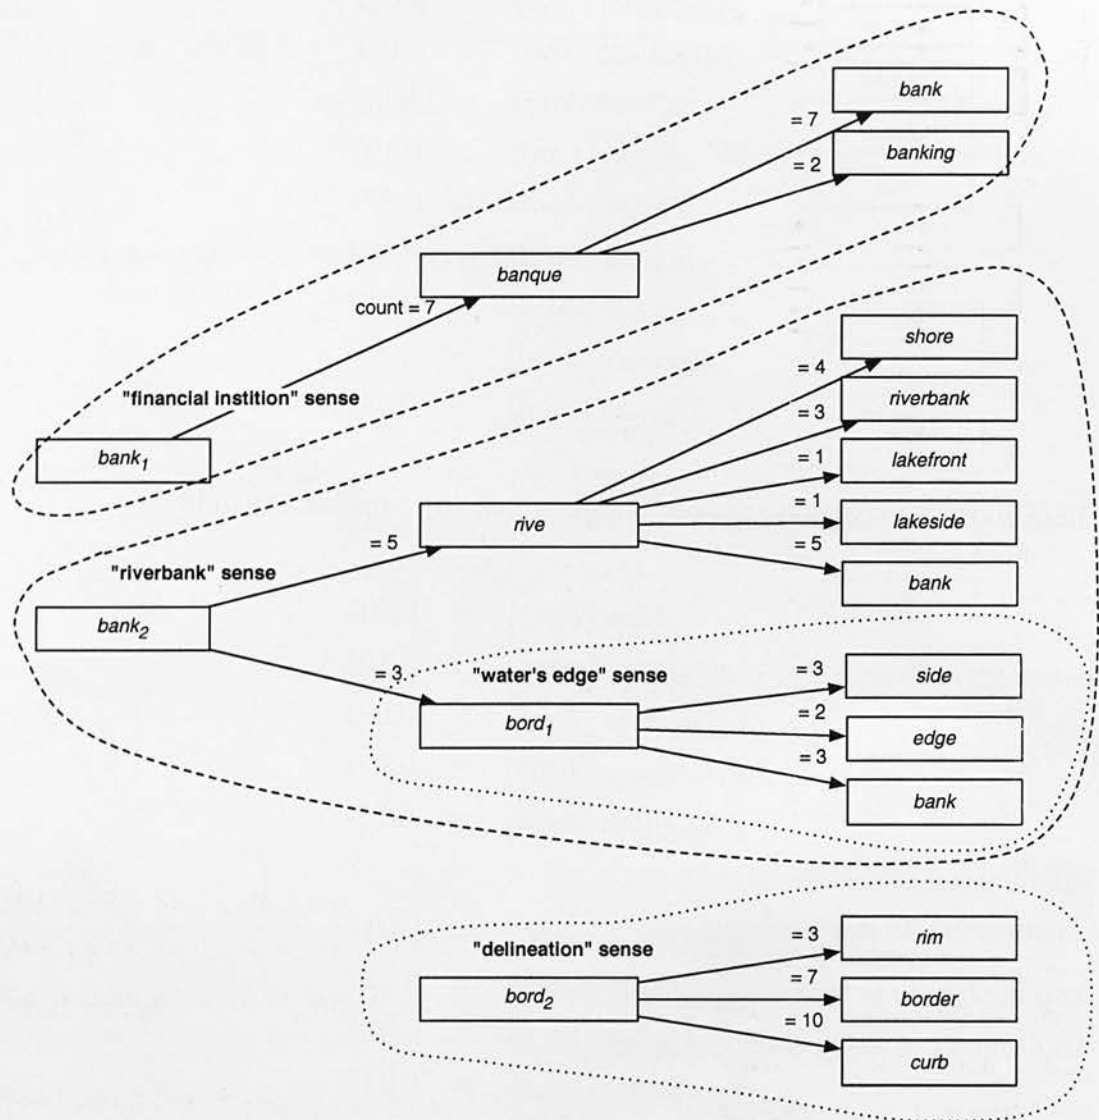 bank
= 7
banking
= 2
banque
count = 7
shore
= 4
riverbank
= 3
"financial instition" sense
bank1
lakefront
= 1
rive
lakeside
= 1
= 5
bank
= 5
"riverbank" sense
bank2
= 3
"water's edge" sense
side
= 3
bord1
edge
= 2
bank
= 3
"delineation" sense
rim
= 3
bord2
border
= 7
curb
= 10